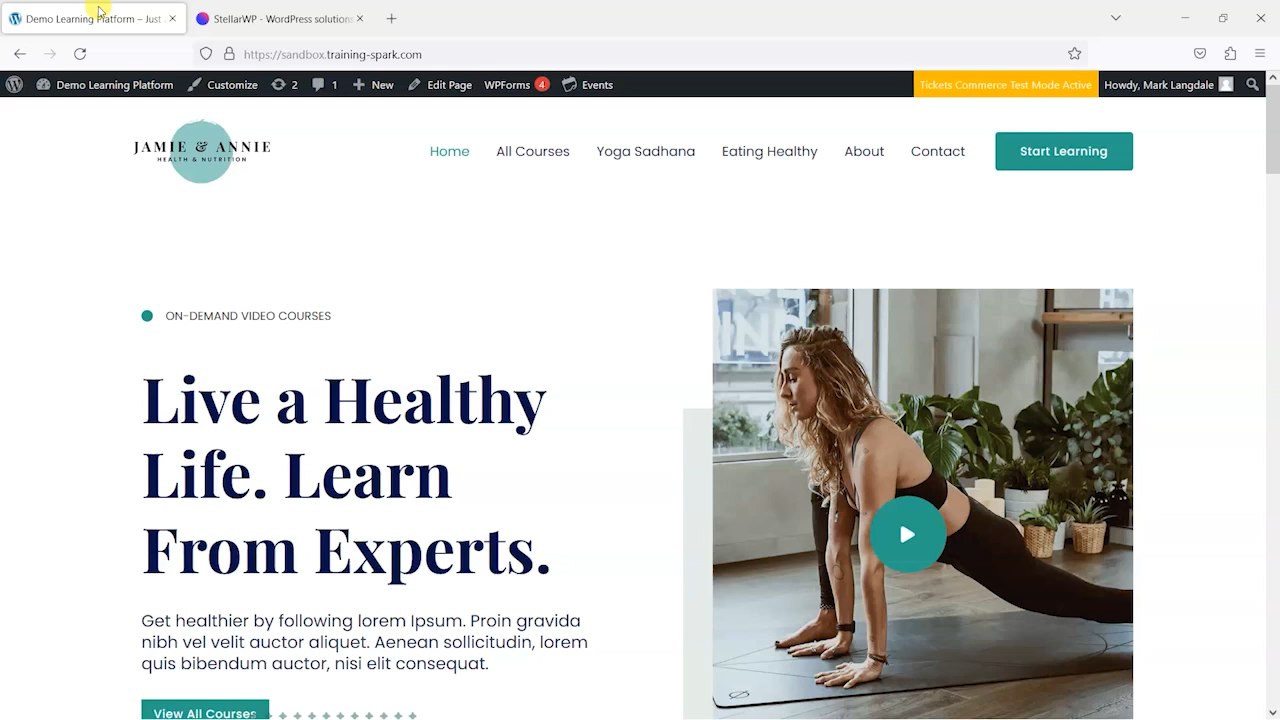 Demo Learning Platform – Just
StellarWP - WordPress solutions
https://sandbox.training-spark.com
Demo Learning Platform
Customize
2
1
New
Edit Page
WPForms 4
Events
Tickets Commerce Test Mode Active
Howdy, Mark Langdale
JAMIE & ANNIE
HEALTH & NUTRITION
Home
All Courses
Yoga Sadhana
Eating Healthy
About
Contact
Start Learning
ON-DEMAND VIDEO COURSES
Live a Healthy
Life. Learn
From Experts.
Get healthier by following lorem Ipsum. Proin gravida
nibh vel velit auctor aliquet. Aenean sollicitudin, lorem
quis bibendum auctor, nisi elit consequat.
View All Courses